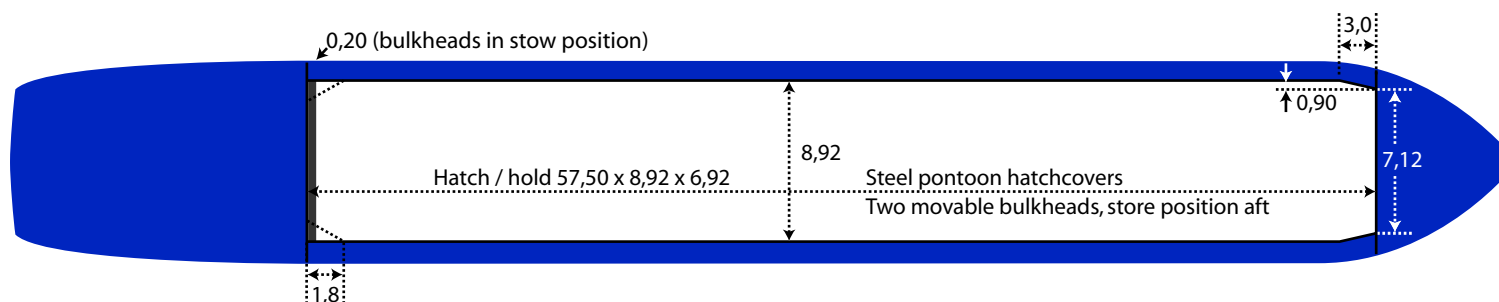 3,0
0,20 (bulkheads in stow position)
0,90
8,92
7,12
Hatch / hold 57,50 x 8,92 x 6,92
Steel pontoon hatchcovers
Two movable bulkheads, store position aft
1,8